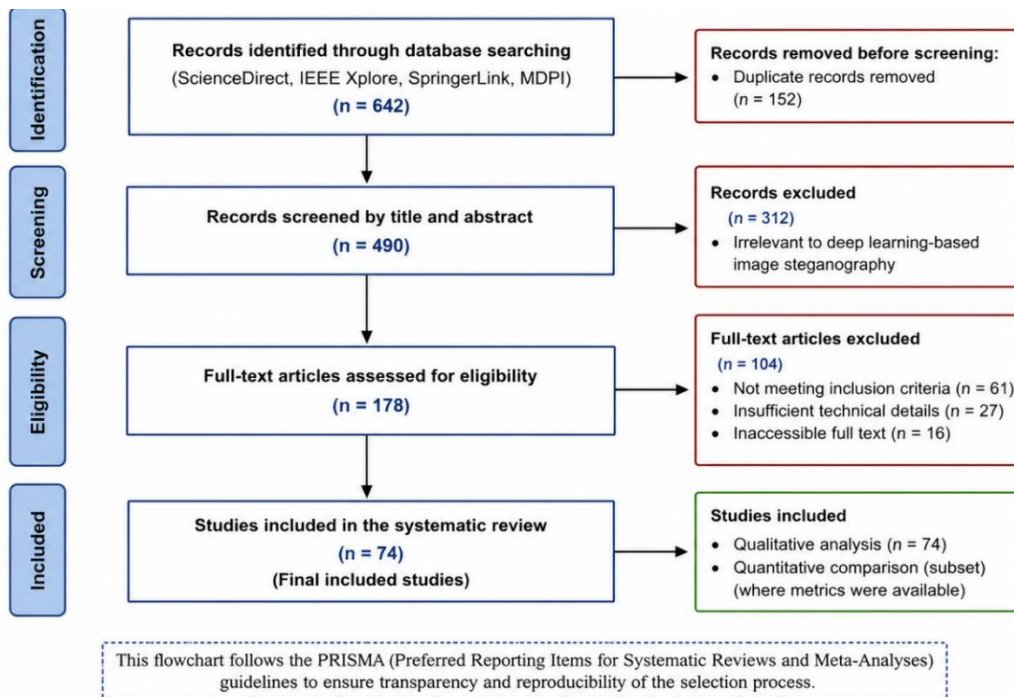 Identification
Records identified through database searching
(ScienceDirect, IEEE Xplore, SpringerLink, MDPI)
(n = 642)
Records removed before screening:
• Duplicate records removed
(n = 152)
Screening
Records screened by title and abstract
(n = 490)
Records excluded
(n = 312)
• Irrelevant to deep learning-based
image steganography
Eligibility
Full-text articles assessed for eligibility
(n = 178)
Full-text articles excluded
(n = 104)
• Not meeting inclusion criteria (n = 61)
• Insufficient technical details (n = 27)
• Inaccessible full text (n = 16)
Included
Studies included in the systematic review
(n = 74)
(Final included studies)
Studies included
• Qualitative analysis (n = 74)
• Quantitative comparison (subset)
(where metrics were available)
This flowchart follows the PRISMA (Preferred Reporting Items for Systematic Reviews and Meta-Analyses)
guidelines to ensure transparency and reproducibility of the selection process.